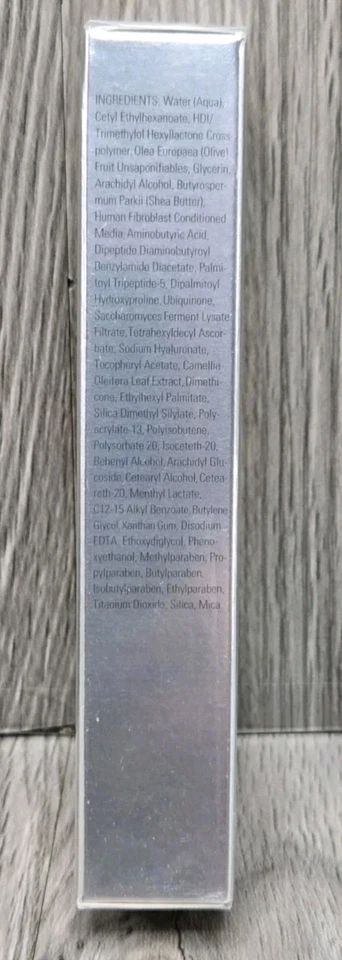 INGREDIENTS: Water (Aqua),
Cetyl Ethylhexanoate, HDI/
Trimethylol Hexyllactone Cross-
polymer, Olea Europaea (Olive)
Fruit Unsaponifiables, Glycerin,
Arachidyl Alcohol, Butyrosper-
mum Parkii (Shea Butter),
Human Fibroblast Conditioned
Media, Aminobutyric Acid,
Dipeptide Diaminobutyroyl
Benzylamide Diacetate, Palmi-
toyl Tripeptide-5, Dipalmitoyl
Hydroxyproline, Ubiquinone,
Saccharomyces Ferment Lysate
Filtrate, Tetrahexyldecyl Ascor-
bate, Sodium Hyaluronate,
Tocopheryl Acetate, Camellia
Oleifera Leaf Extract, Dimethi-
cone, Ethylhexyl Palmitate,
Silica Dimethyl Silylate, Poly-
acrylate-13, Polyisobutene,
Polysorbate 20, Isoceteth-20,
Behenyl Alcohol, Arachidyl Glu-
coside, Cetearyl Alcohol, Cetea-
reth-20, Menthyl Lactate,
C12-15 Alkyl Benzoate, Butylene
Glycol, Xanthan Gum, Disodium
EDTA, Ethoxydiglycol, Pheno-
xyethanol, Methylparaben, Pro-
pylparaben, Butylparaben,
Isobutylparaben, Ethylparaben,
Titanium Dioxide, Silica, Mica